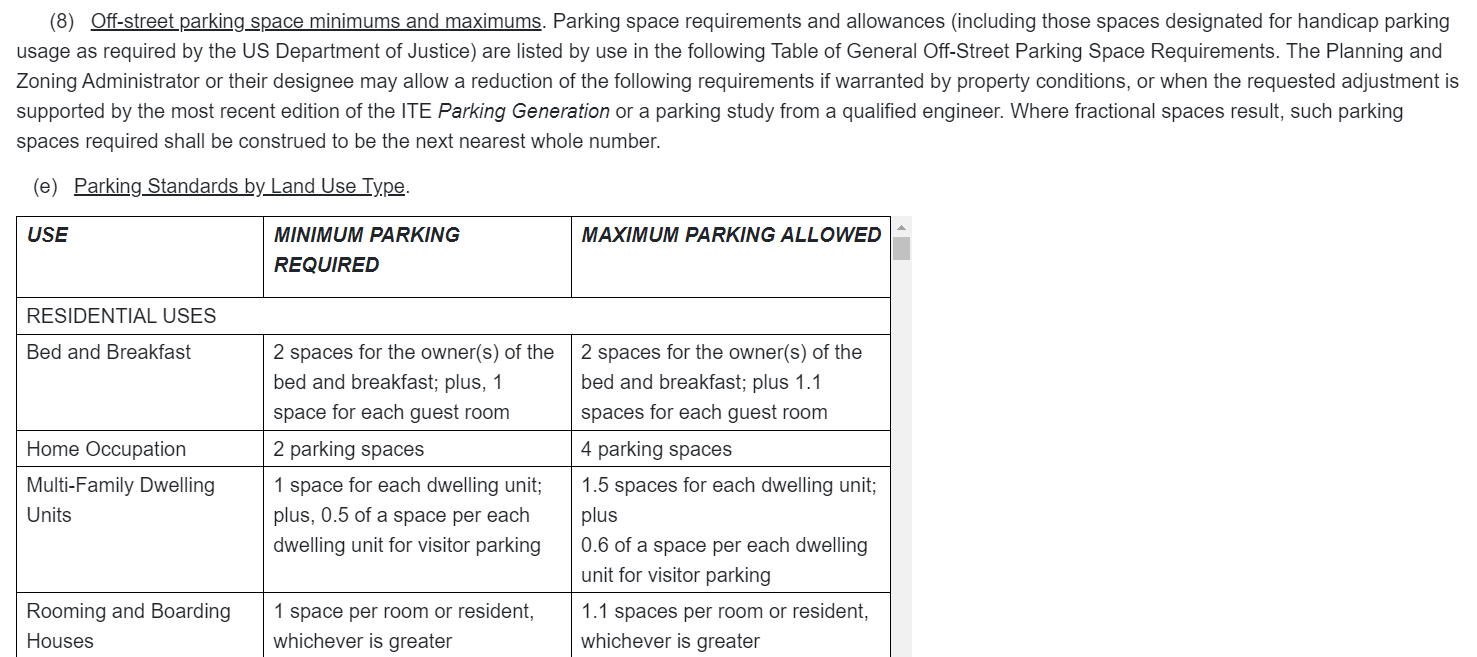 (8) Off-street parking space minimums and maximums. Parking space requirements and allowances (including those spaces designated for handicap parking
usage as required by the US Department of Justice) are listed by use in the following Table of General Off-Street Parking Space Requirements. The Planning and
Zoning Administrator or their designee may allow a reduction of the following requirements if warranted by property conditions, or when the requested adjustment is
supported by the most recent edition of the ITE Parking Generation or a parking study from a qualified engineer. Where fractional spaces result, such parking
spaces required shall be construed to be the next nearest whole number.
(e) Parking Standards by Land Use Type.
USE
MINIMUM PARKING
REQUIRED
MAXIMUM PARKING ALLOWED
RESIDENTIAL USES
Bed and Breakfast
2 spaces for the owner(s) of the
bed and breakfast; plus, 1
space for each guest room
2 spaces for the owner(s) of the
bed and breakfast; plus 1.1
spaces for each guest room
Home Occupation
2 parking spaces
4 parking spaces
Multi-Family Dwelling
Units
1 space for each dwelling unit;
plus, 0.5 of a space per each
dwelling unit for visitor parking
1.5 spaces for each dwelling unit;
plus
0.6 of a space per each dwelling
unit for visitor parking
Rooming and Boarding
Houses
1 space per room or resident,
whichever is greater
1.1 spaces per room or resident,
whichever is greater